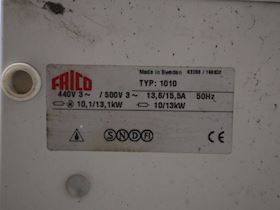 FRICO
Made in Sweden
TYP: 1010
440V 3~ / 500V 3~ 13,6/15,5A 50Hz
10,1/13,1kW 10/13kW
S N D FI
CE